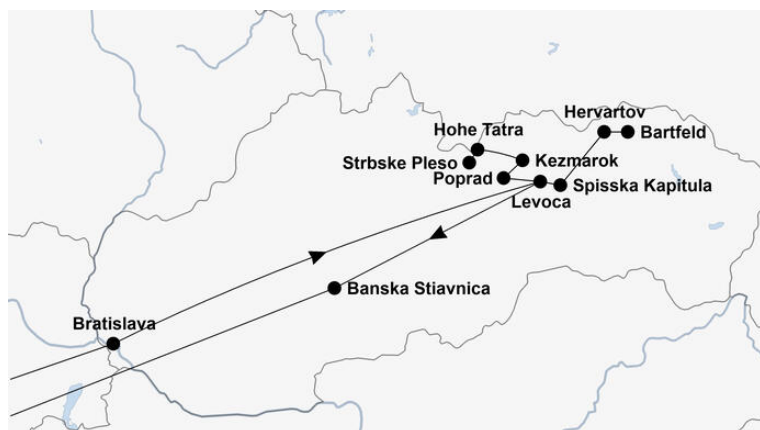 Hervartov
Hohe Tatra
Bartfeld
Strbske Pleso
Kezmarok
Poprad
Spisska Kapitula
Levoca
Banska Stiavnica
Bratislava